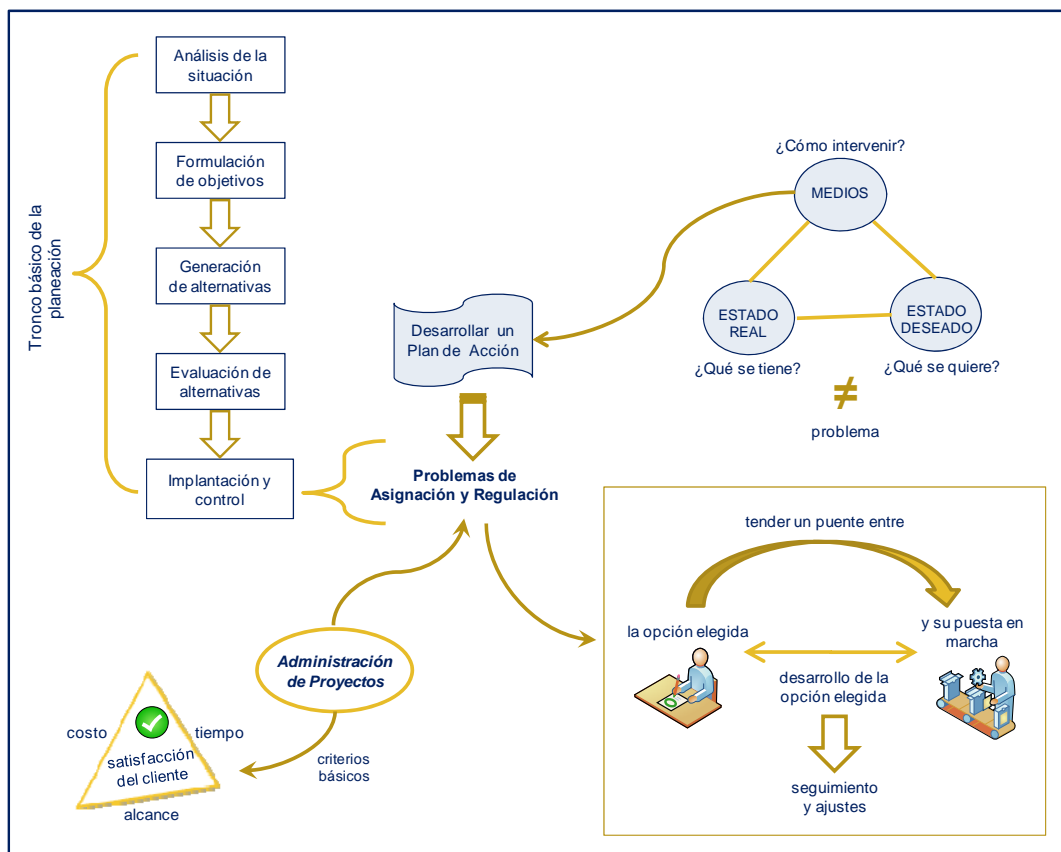 Tronco básico de la
planeación
Análisis de la
situación
Formulación
de objetivos
Generación
de alternativas
Evaluación de
alternativas
Implantación y
control
¿Cómo intervenir?
MEDIOS
ESTADO
REAL
ESTADO
DESEADO
¿Qué se tiene?
¿Qué se quiere?
≠
problema
Desarrollar un
Plan de Acción
Problemas de
Asignación y Regulación
Administración
de Proyectos
criterios
básicos
costo
tiempo
satisfacción
del cliente
alcance
tender un puente entre
la opción elegida
y su puesta en
marcha
desarrollo de la
opción elegida
seguimiento
y ajustes